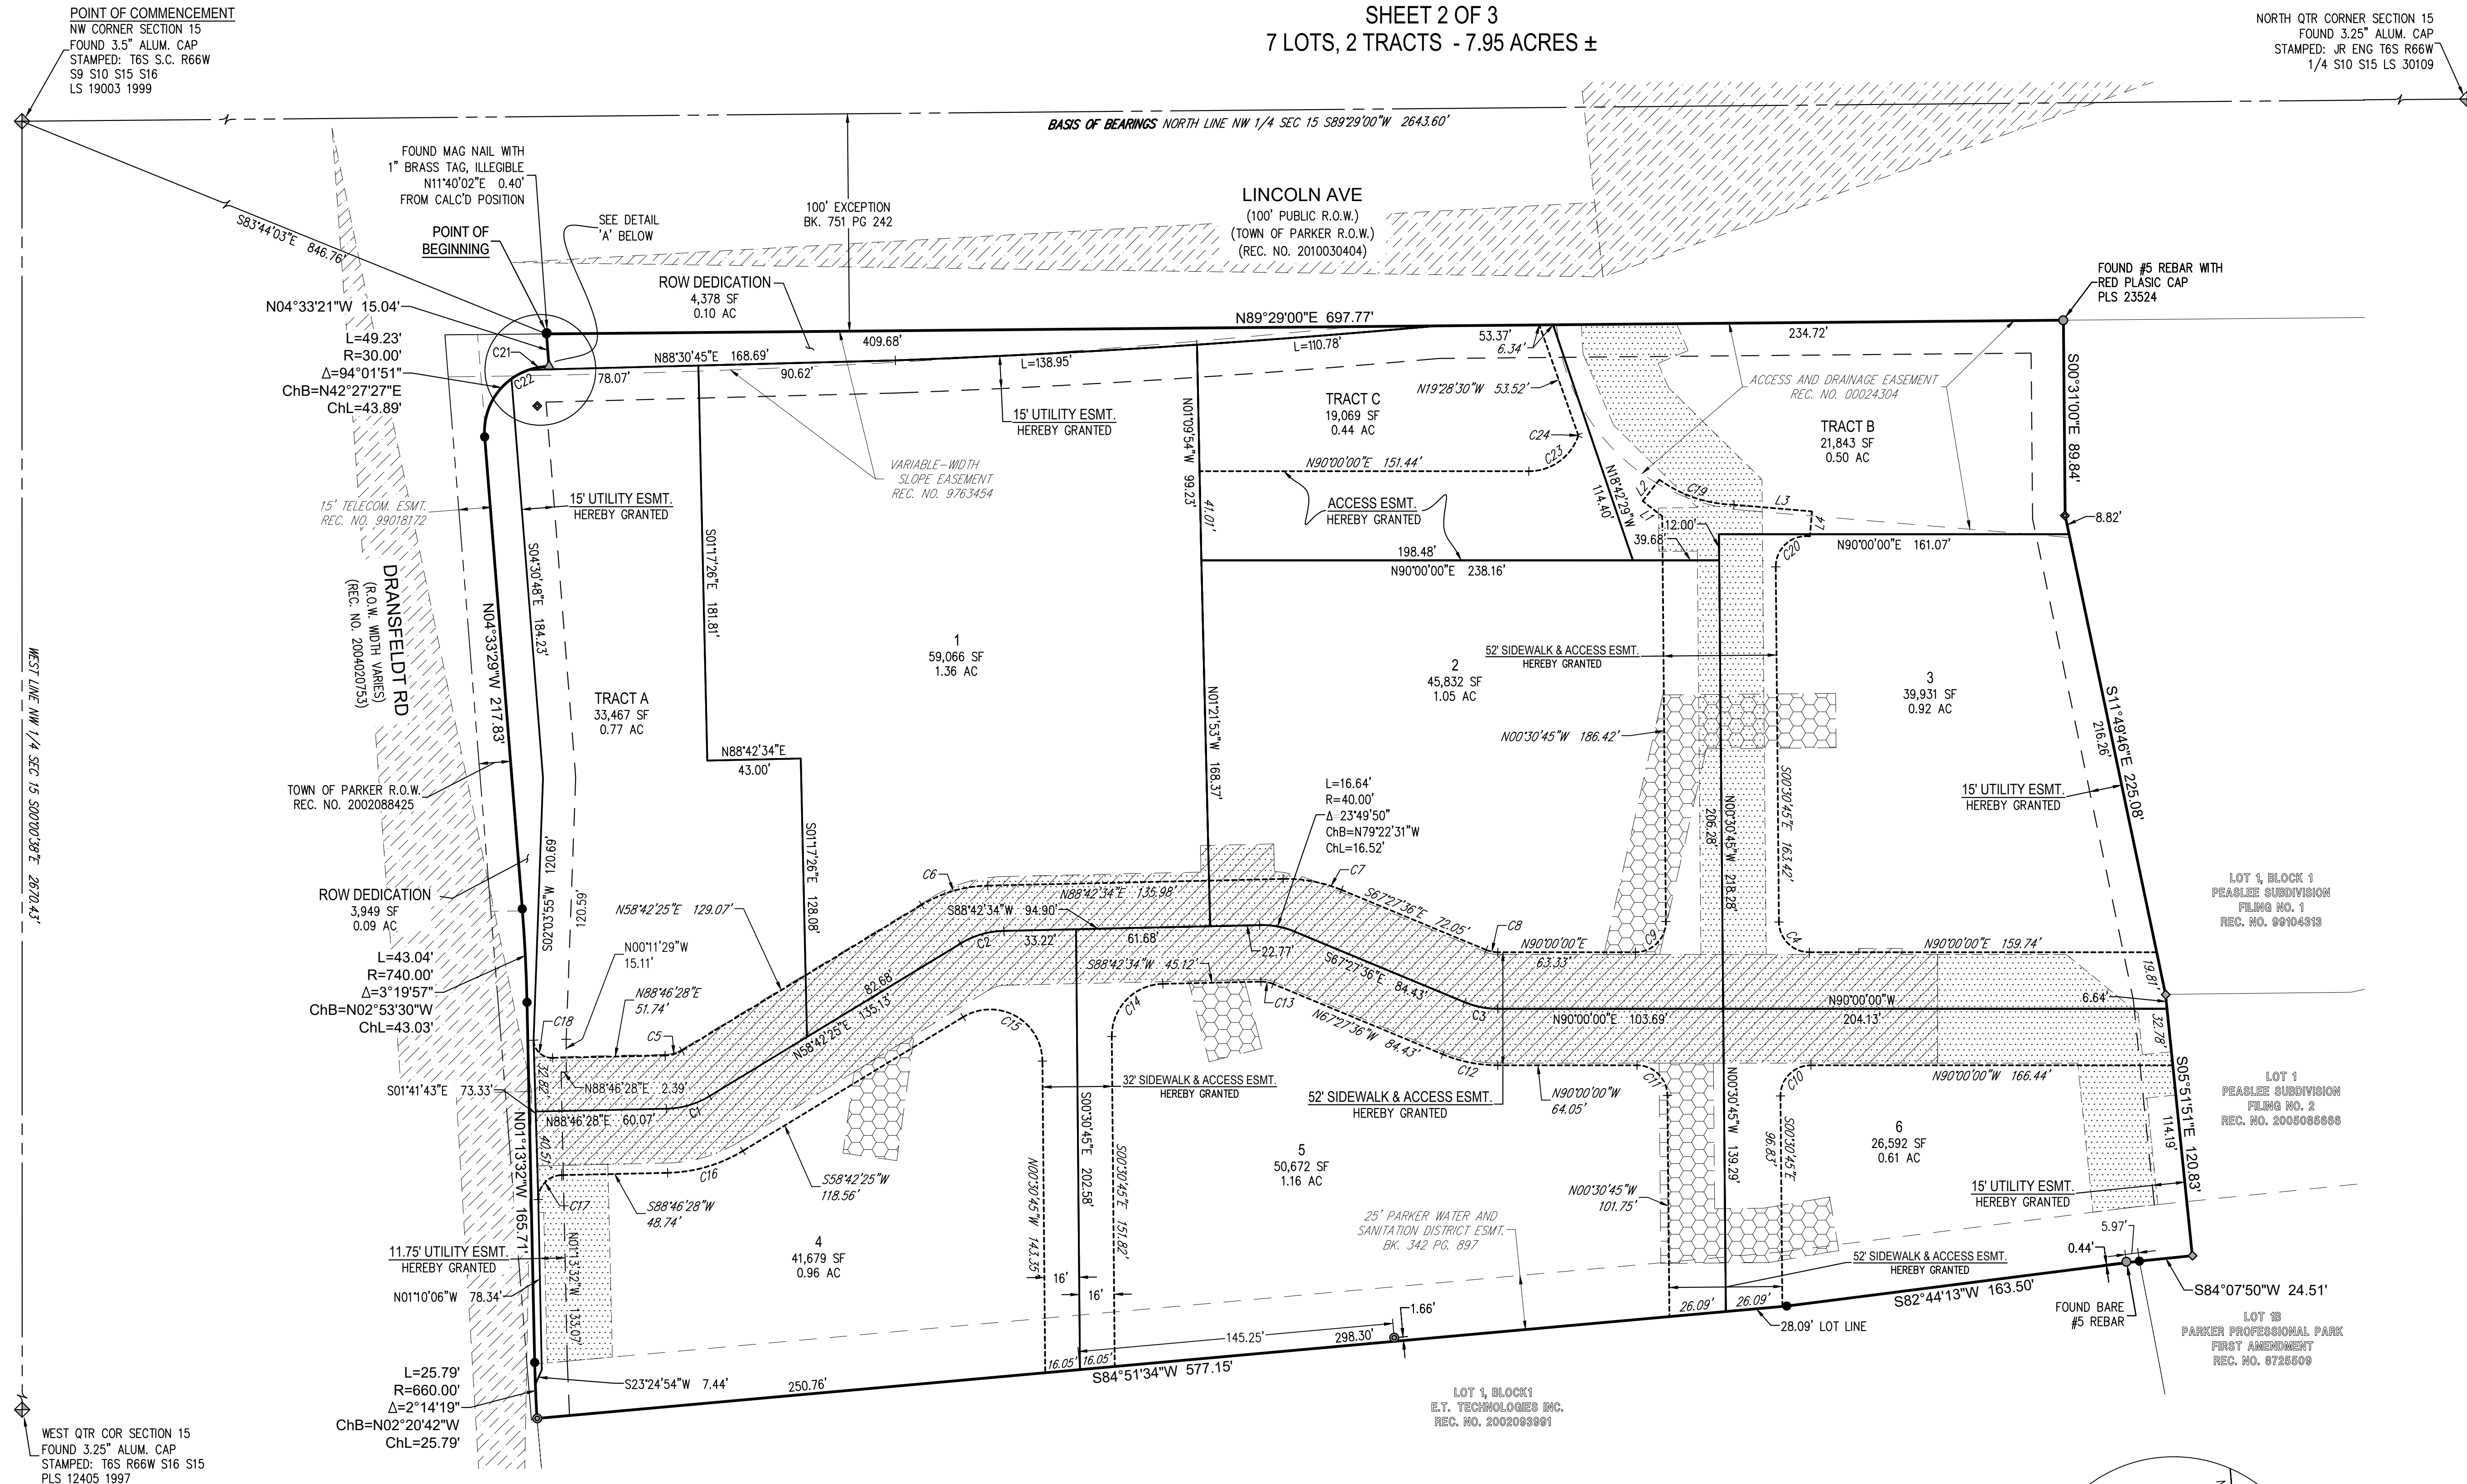 SHEET 2 OF 3
7 LOTS, 2 TRACTS - 7.95 ACRES ±
POINT OF COMMENCEMENT
NW CORNER SECTION 15
FOUND 3.5" ALUM. CAP
STAMPED: T6S S.C. R66W
S9 S10 S15 S16
LS 19003 1999
NORTH QTR CORNER SECTION 15
FOUND 3.25" ALUM. CAP
STAMPED: JR ENG T6S R66W
1/4 S10 S15 LS 30109
BASIS OF BEARINGS NORTH LINE NW 1/4 SEC 15 S89°29'00"W 2643.60'
FOUND MAG NAIL WITH
1" BRASS TAG, ILLEGIBLE
N11°40'02"E 0.40'
FROM CALC'D POSITION
S83°44'03"E 846.76'
SEE DETAIL
'A' BELOW
POINT OF
BEGINNING
100' EXCEPTION
BK. 751 PG 242
LINCOLN AVE
(100' PUBLIC R.O.W.)
(TOWN OF PARKER R.O.W.)
(REC. NO. 2010030404)
FOUND #5 REBAR WITH
RED PLASIC CAP
PLS 23524
ROW DEDICATION
4,378 SF
0.10 AC
N04°33'21"W 15.04'
L=49.23'
R=30.00'
Δ=94°01'51"
ChB=N42°27'27"E
ChL=43.89'
C21
C22
N89°29'00"E 697.77'
409.68'
53.37'
6.34'
234.72'
N88°30'45"E 168.69'
78.07'
90.62'
L=138.95'
L=110.78'
15' UTILITY ESMT.
HEREBY GRANTED
VARIABLE-WIDTH
SLOPE EASEMENT
REC. NO. 9763454
N01°09'54"W 99.23'
41.01'
TRACT C
19,069 SF
0.44 AC
N19°28'30"W 53.52'
C24
C23
N90°00'00"E 151.44'
ACCESS ESMT.
HEREBY GRANTED
N18°42'29"W
114.40'
198.48'
39.68'
12.00'
N90°00'00"E 238.16'
ACCESS AND DRAINAGE EASEMENT
REC. NO. 00024304
TRACT B
21,843 SF
0.50 AC
S00°31'00"E 89.84'
8.82'
L1
L2
C19
L3
L4
C20
N90°00'00"E 161.07'
15' TELECOM. ESMT.
REC. NO. 99018172
15' UTILITY ESMT.
HEREBY GRANTED
DRANSFELDT RD
(R.O.W. WIDTH VARIES)
(REC. NO. 2004020753)
N04°33'29"W 217.83'
S04°30'48"E 184.23'
TRACT A
33,467 SF
0.77 AC
S01°17'26"E 181.81'
N88°42'34"E
43.00'
S01°17'26"E 128.08'
1
59,066 SF
1.36 AC
N01°21'53"W 168.37'
2
45,832 SF
1.05 AC
52' SIDEWALK & ACCESS ESMT.
HEREBY GRANTED
N00°30'45"W 186.42'
N00°30'45"W 218.28'
206.28'
S00°30'45"E 163.42'
3
39,931 SF
0.92 AC
S11°49'46"E 225.08'
216.26'
15' UTILITY ESMT.
HEREBY GRANTED
WEST LINE NW 1/4 SEC 15 S00°00'38"E 2670.43'
TOWN OF PARKER R.O.W.
REC. NO. 2002088425
S02°03'55"W 120.69'
120.59'
ROW DEDICATION
3,949 SF
0.09 AC
L=43.04'
R=740.00'
Δ=3°19'57"
ChB=N02°53'30"W
ChL=43.03'
L=16.64'
R=40.00'
Δ=23°49'50"
ChB=N79°22'31"W
ChL=16.52'
LOT 1, BLOCK 1
PEASLEE SUBDIVISION
FILING NO. 1
REC. NO. 99104313
N58°42'25"E 129.07'
C6
N88°42'34"E 135.98'
S88°42'34"W 94.90'
33.22'
61.68'
22.77'
C7
S67°27'36"E 72.05'
C8
N90°00'00"E
63.33'
C9
C4
N90°00'00"E 159.74'
19.81'
N00°11'29"W
15.11'
N88°46'28"E
51.74'
C18
C5
C2
82.68'
N58°42'25"E 135.13'
S88°42'34"W 45.12'
S67°27'36"E 84.43'
C13
C14
C15
N67°27'36"W 84.43'
C3
N90°00'00"E 103.69'
N90°00'00"W
204.13'
6.64'
32.78'
32.82'
S01°41'43"E 73.33'
N88°46'28"E 2.39'
N88°46'28"E 60.07'
C1
40.51'
N01°13'32"W 165.71'
C16
C17
S88°46'28"W
48.74'
S58°42'25"W
118.56'
32' SIDEWALK & ACCESS ESMT.
HEREBY GRANTED
52' SIDEWALK & ACCESS ESMT.
HEREBY GRANTED
C12
N90°00'00"W
64.05'
C11
C10
N90°00'00"W 166.44'
LOT 1
PEASLEE SUBDIVISION
FILING NO. 2
REC. NO. 2005085666
S05°51'51"E 120.83'
114.19'
N00°30'45"W 143.35'
S00°30'45"E 202.58'
S00°30'45"E 151.82'
5
50,672 SF
1.16 AC
N00°30'45"W
101.75'
N00°30'45"W 139.29'
S00°30'45"E
96.83'
6
26,592 SF
0.61 AC
15' UTILITY ESMT.
HEREBY GRANTED
11.75' UTILITY ESMT.
HEREBY GRANTED
N01°10'06"W 78.34'
N01°13'32"W 133.07'
4
41,679 SF
0.96 AC
25' PARKER WATER AND
SANITATION DISTRICT ESMT.
BK. 342 PG. 897
16'
16'
16.05'
16.05'
145.25'
298.30'
1.66'
26.09'
26.09'
52' SIDEWALK & ACCESS ESMT.
HEREBY GRANTED
5.97'
0.44'
S84°07'50"W 24.51'
S82°44'13"W 163.50'
28.09' LOT LINE
FOUND BARE
#5 REBAR
LOT 1B
PARKER PROFESSIONAL PARK
FIRST AMENDMENT
REC. NO. 8725509
L=25.79'
R=660.00'
Δ=2°14'19"
ChB=N02°20'42"W
ChL=25.79'
S23°24'54"W 7.44'
250.76'
S84°51'34"W 577.15'
LOT 1, BLOCK1
E.T. TECHNOLOGIES INC.
REC. NO. 2002093991
WEST QTR COR SECTION 15
FOUND 3.25" ALUM. CAP
STAMPED: T6S R66W S16 S15
PLS 12405 1997